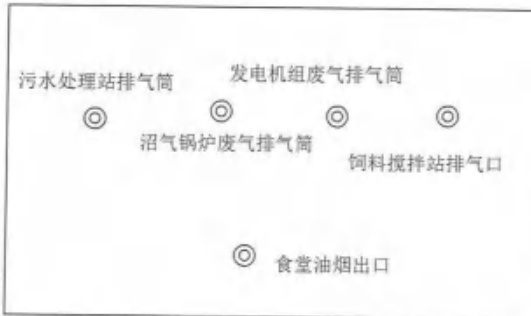 发电机组废气排气筒
污水处理站排气筒
沼气锅炉废气排气筒
饲料搅拌站排气口
食堂油烟出口